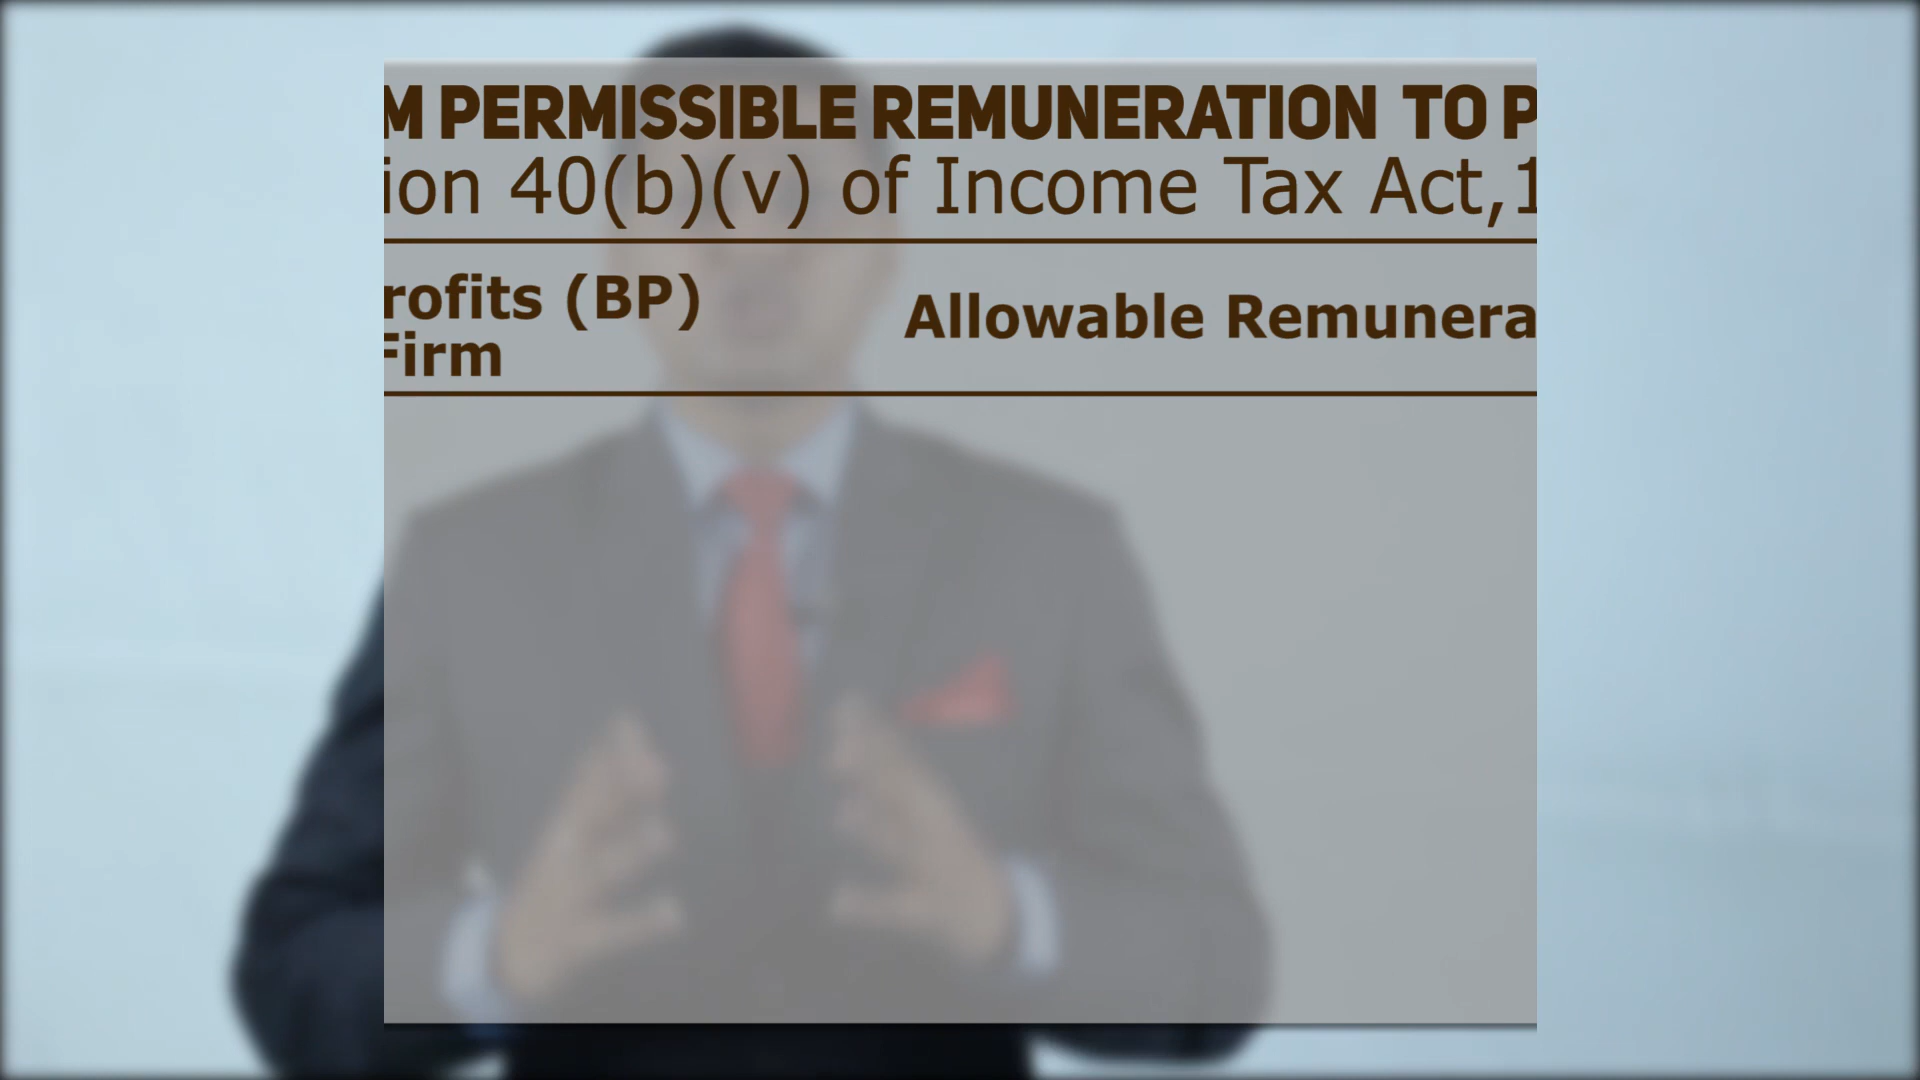 M PERMISSIBLE REMUNERATION TO P
ion 40(b)(v) of Income Tax Act,1
rofits (BP)
Firm
Allowable Remunera